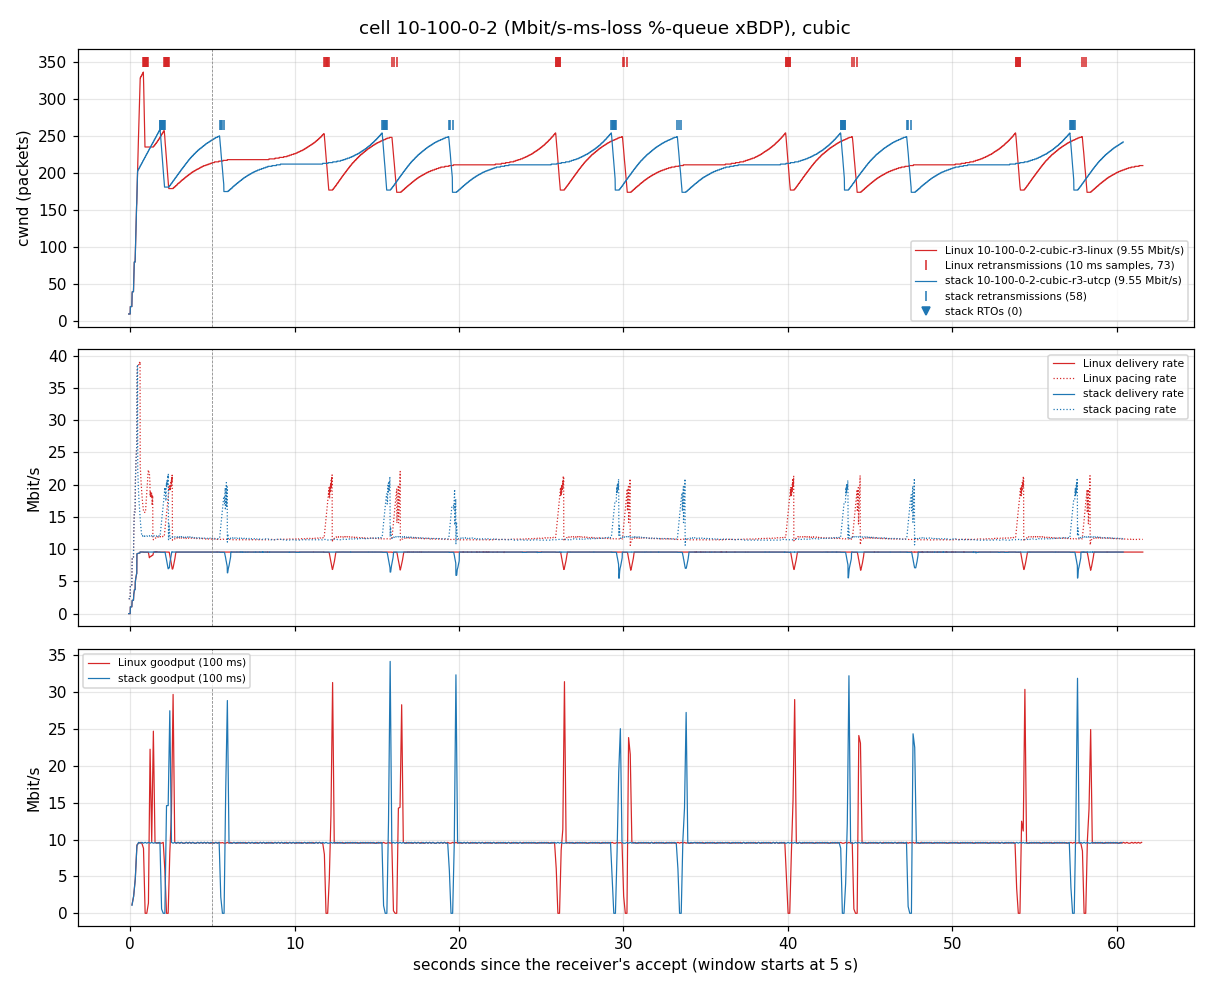 cell 10-100-0-2 (Mbit/s-ms-loss %-queue xBDP), cubic
350
300
250
200
150
100
50
0
cwnd (packets)
Linux 10-100-0-2-cubic-r3-linux (9.55 Mbit/s)
Linux retransmissions (10 ms samples, 73)
stack 10-100-0-2-cubic-r3-utcp (9.55 Mbit/s)
stack retransmissions (58)
stack RTOs (0)
40
35
30
25
20
15
10
5
0
Mbit/s
Linux delivery rate
Linux pacing rate
stack delivery rate
stack pacing rate
35
30
25
20
15
10
5
0
Mbit/s
Linux goodput (100 ms)
stack goodput (100 ms)
0 10 20 30 40 50 60
seconds since the receiver's accept (window starts at 5 s)